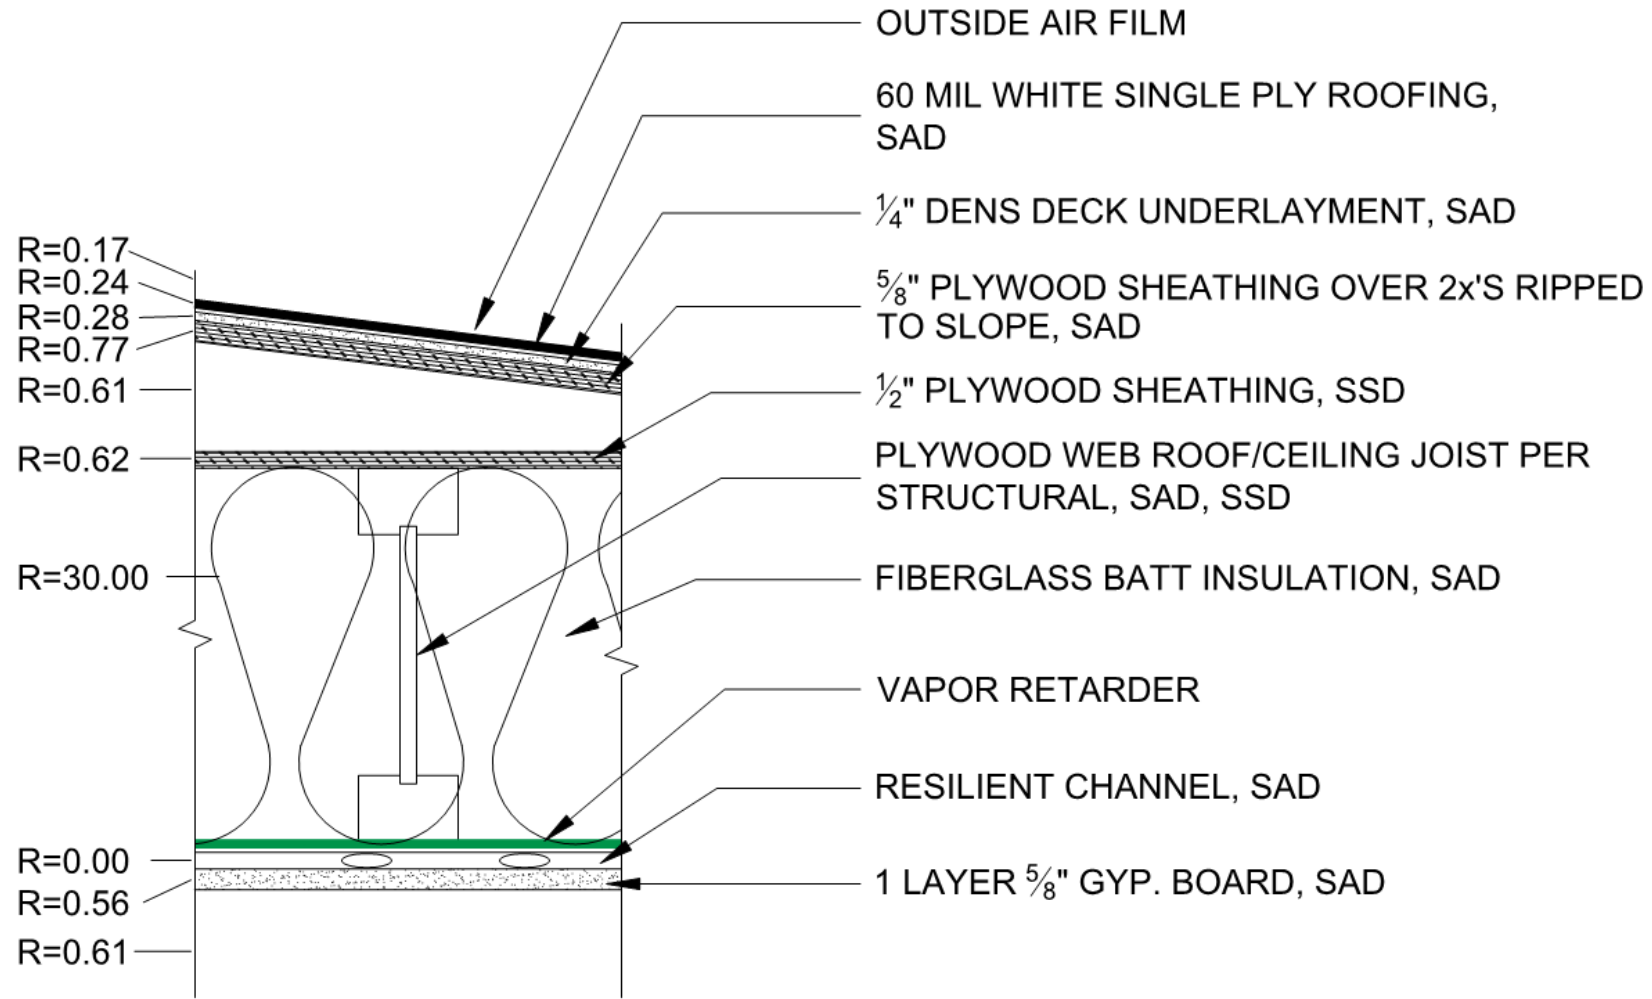 OUTSIDE AIR FILM
60 MIL WHITE SINGLE PLY ROOFING,
SAD
1/4" DENS DECK UNDERLAYMENT, SAD
5/8" PLYWOOD SHEATHING OVER 2x'S RIPPED
TO SLOPE, SAD
1/2" PLYWOOD SHEATHING, SSD
PLYWOOD WEB ROOF/CEILING JOIST PER
STRUCTURAL, SAD, SSD
FIBERGLASS BATT INSULATION, SAD
VAPOR RETARDER
RESILIENT CHANNEL, SAD
1 LAYER 5/8" GYP. BOARD, SAD
R=0.17
R=0.24
R=0.28
R=0.77
R=0.61
R=0.62
R=30.00
R=0.00
R=0.56
R=0.61